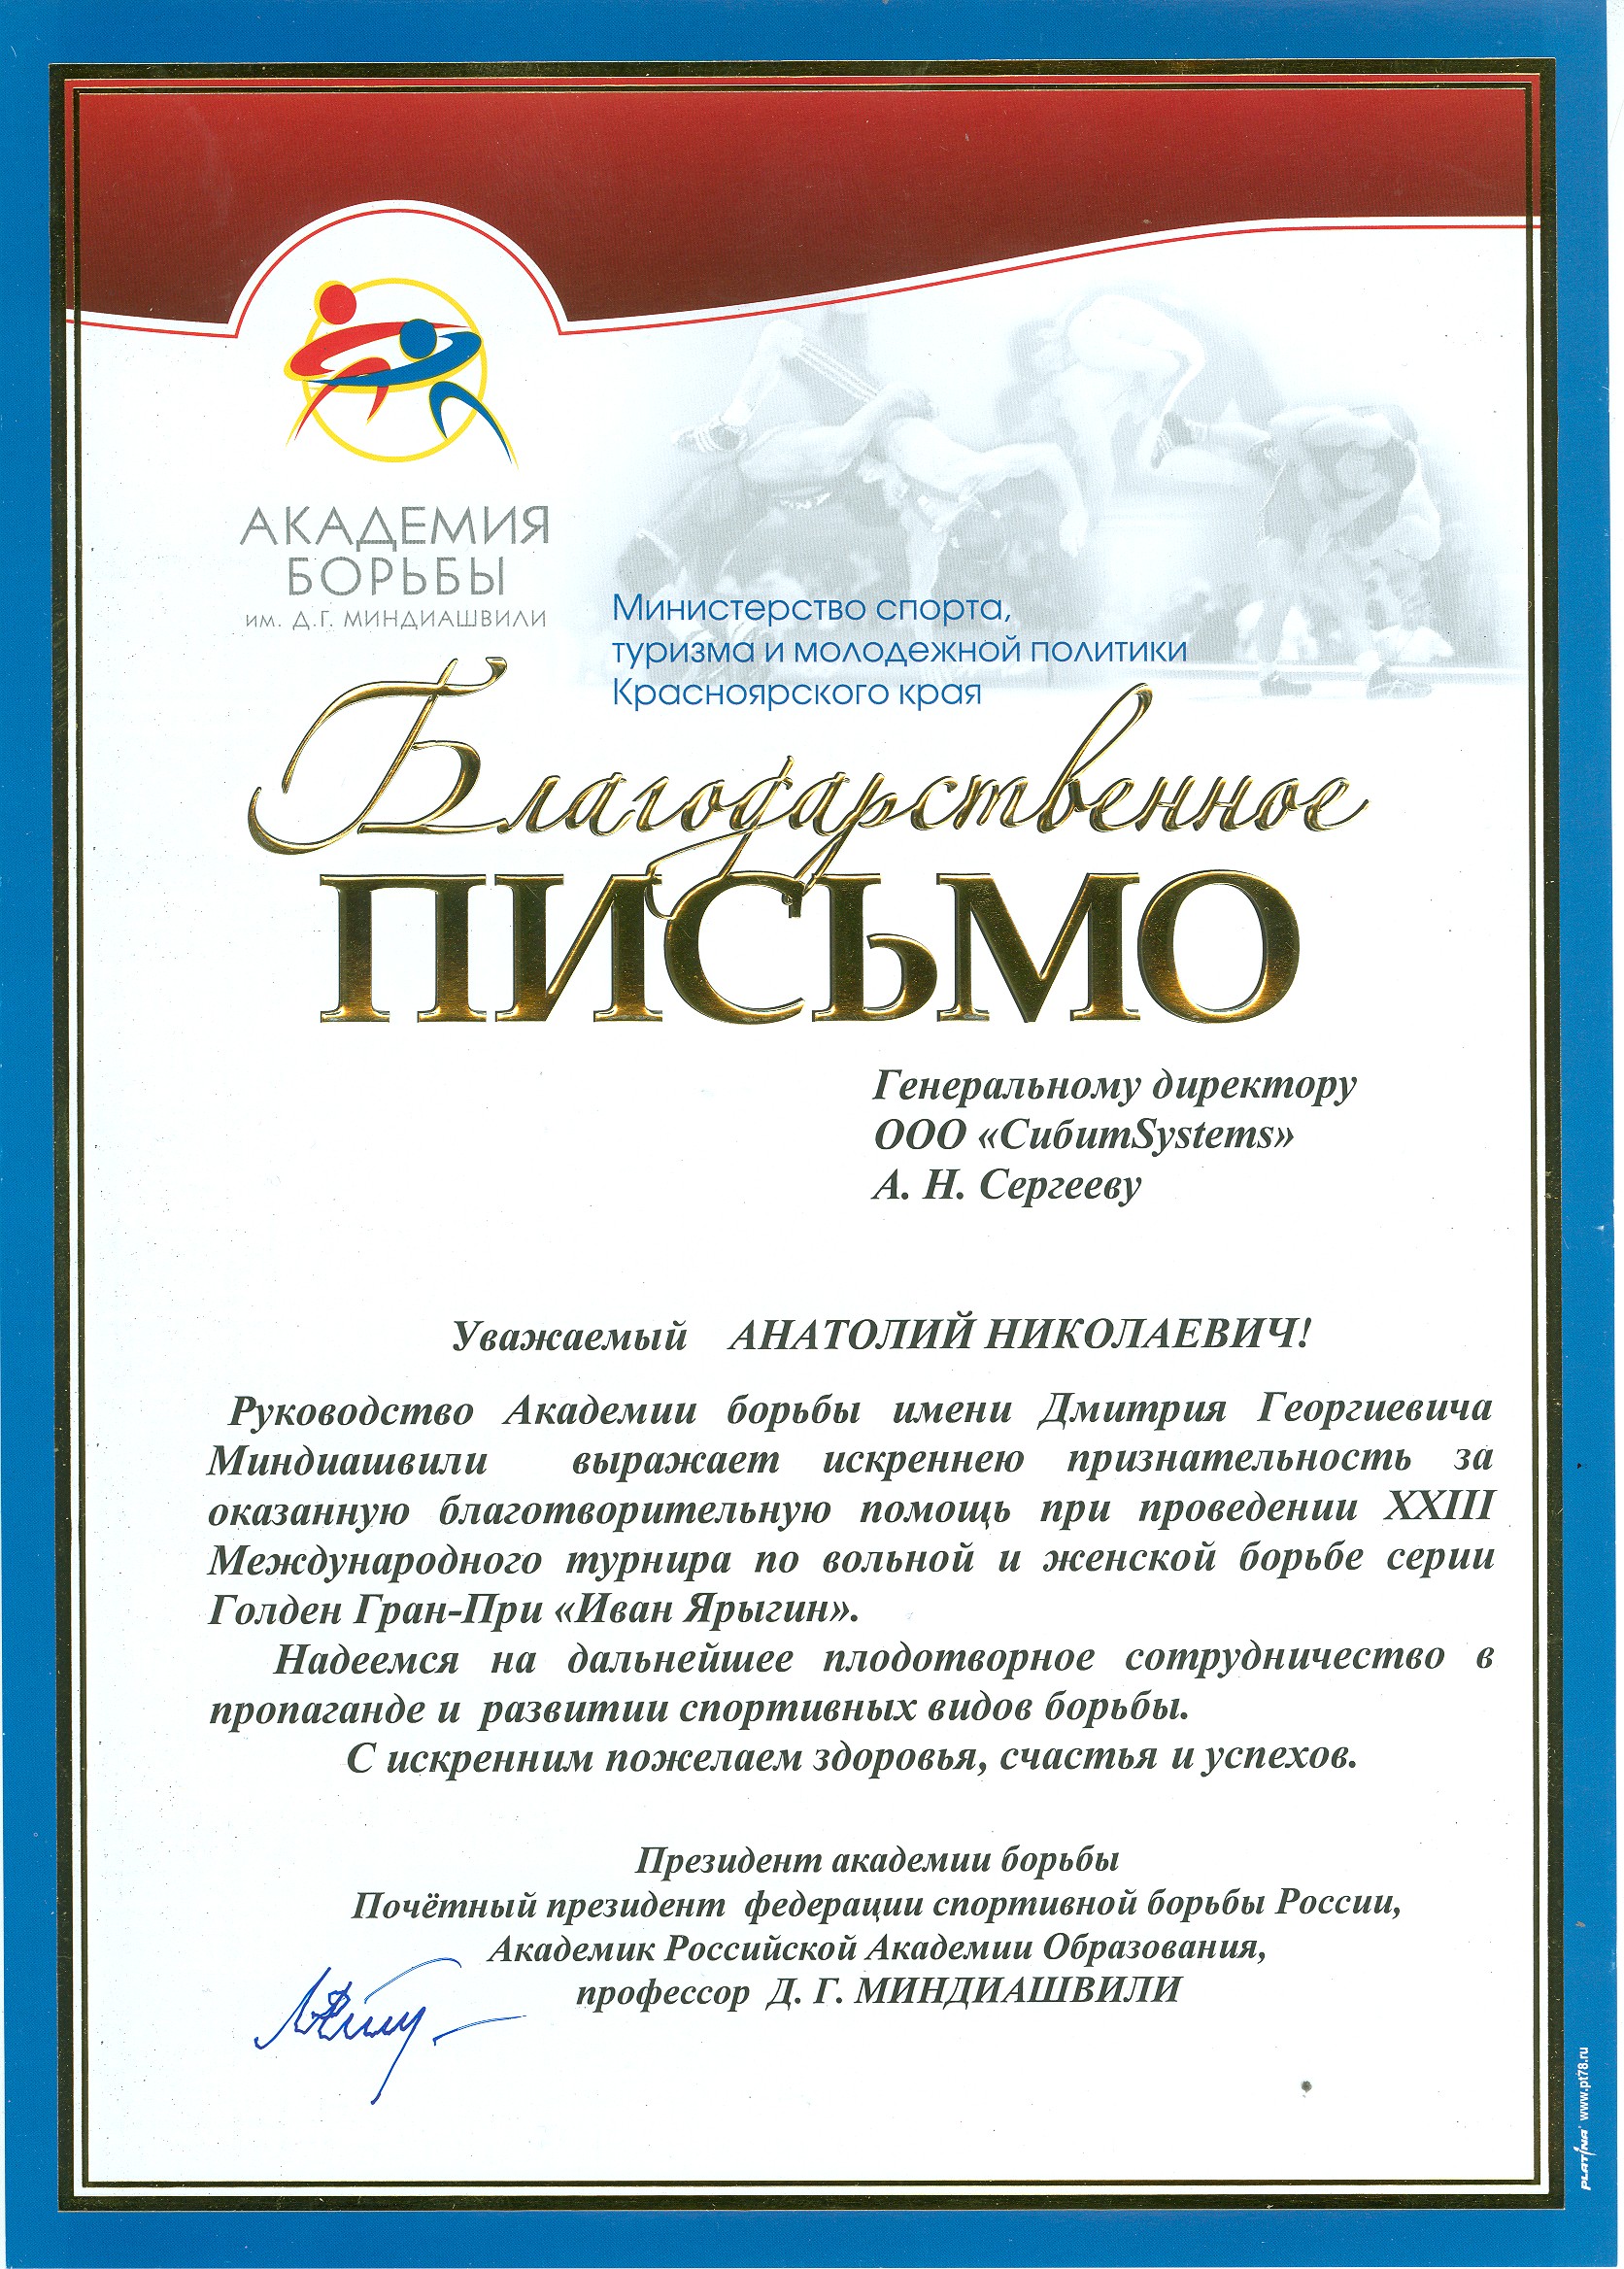 АКАДЕМИЯ
БОРЬБЫ
ИМ. Д.Г. МИНДИАШВИЛИ
Министерство спорта,
туризма и молодежной политики
Красноярского края
Благодарственное
ПИСЬМО
Генеральному директору
ООО «СибитSystems»
А. Н. Сергееву
Уважаемый АНАТОЛИЙ НИКОЛАЕВИЧ!
Руководство Академии борьбы имени Дмитрия Георгиевича
Миндиашвили выражает искреннею признательность за
оказанную благотворительную помощь при проведении XXIII
Международного турнира по вольной и женской борьбе серии
Голден Гран-При «Иван Ярыгин».
Надеемся на дальнейшее плодотворное сотрудничество в
пропаганде и развитии спортивных видов борьбы.
С искренним пожелаем здоровья, счастья и успехов.
Президент академии борьбы
Почётный президент федерации спортивной борьбы России,
Академик Российской Академии Образования,
профессор Д. Г. МИНДИАШВИЛИ
PLATINA www.pt78.ru